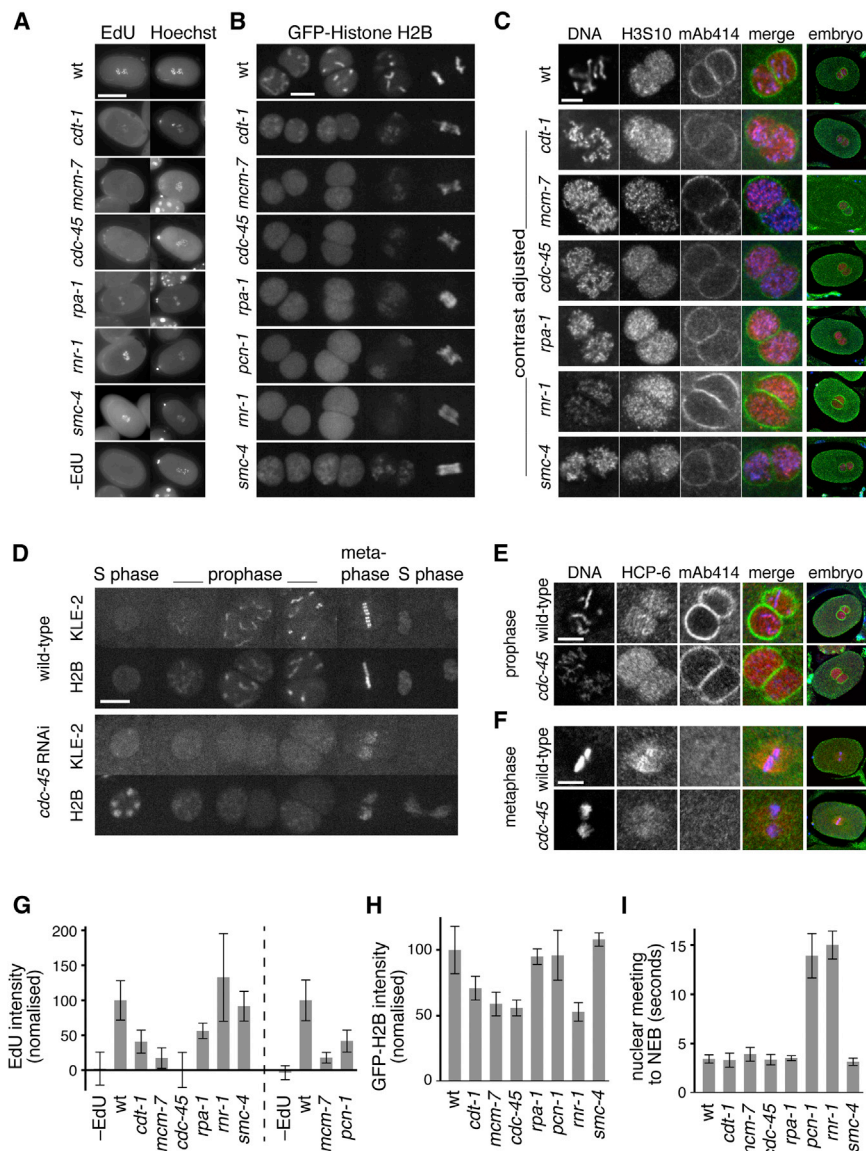 A
EdU Hoechst
wt
cdt-1
mcm-7
cdc-45
rpa-1
rnr-1
smc-4
-EdU
B
GFP-Histone H2B
wt
cdt-1
mcm-7
cdc-45
rpa-1
pcn-1
rnr-1
smc-4
C
DNA H3S10 mAb414 merge embryo
wt
contrast adjusted
cdt-1
mcm-7
cdc-45
rpa-1
rnr-1
smc-4
D
S phase prophase meta-
phase S phase
wild-type
KLE-2
H2B
cdc-45 RNAi
KLE-2
H2B
E
DNA HCP-6 mAb414 merge embryo
prophase
wild-type
cdc-45
F
metaphase
wild-type
cdc-45
G
EdU intensity
(nomalised)
200
150
100
50
0
–EdU wt cdt-1 mcm-7 cdc-45 rpa-1 rnr-1 smc-4 –EdU wt mcm-7 pcn-1
H
GFP-H2B intensity
(nomalised)
100
50
0
wt cdt-1 mcm-7 cdc-45 rpa-1 pcn-1 rnr-1 smc-4
I
nuclear meeting
to NEB (seconds)
15
10
5
0
wt cdt-1 mcm-7 cdc-45 rpa-1 pcn-1 rnr-1 smc-4